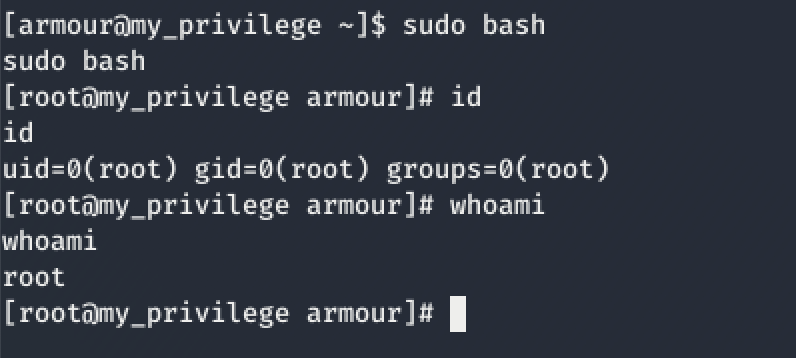 [armour@my_privilege ~]$ sudo bash
sudo bash
[root@my_privilege armour]# id
id
uid=0(root) gid=0(root) groups=0(root)
[root@my_privilege armour]# whoami
whoami
root
[root@my_privilege armour]#